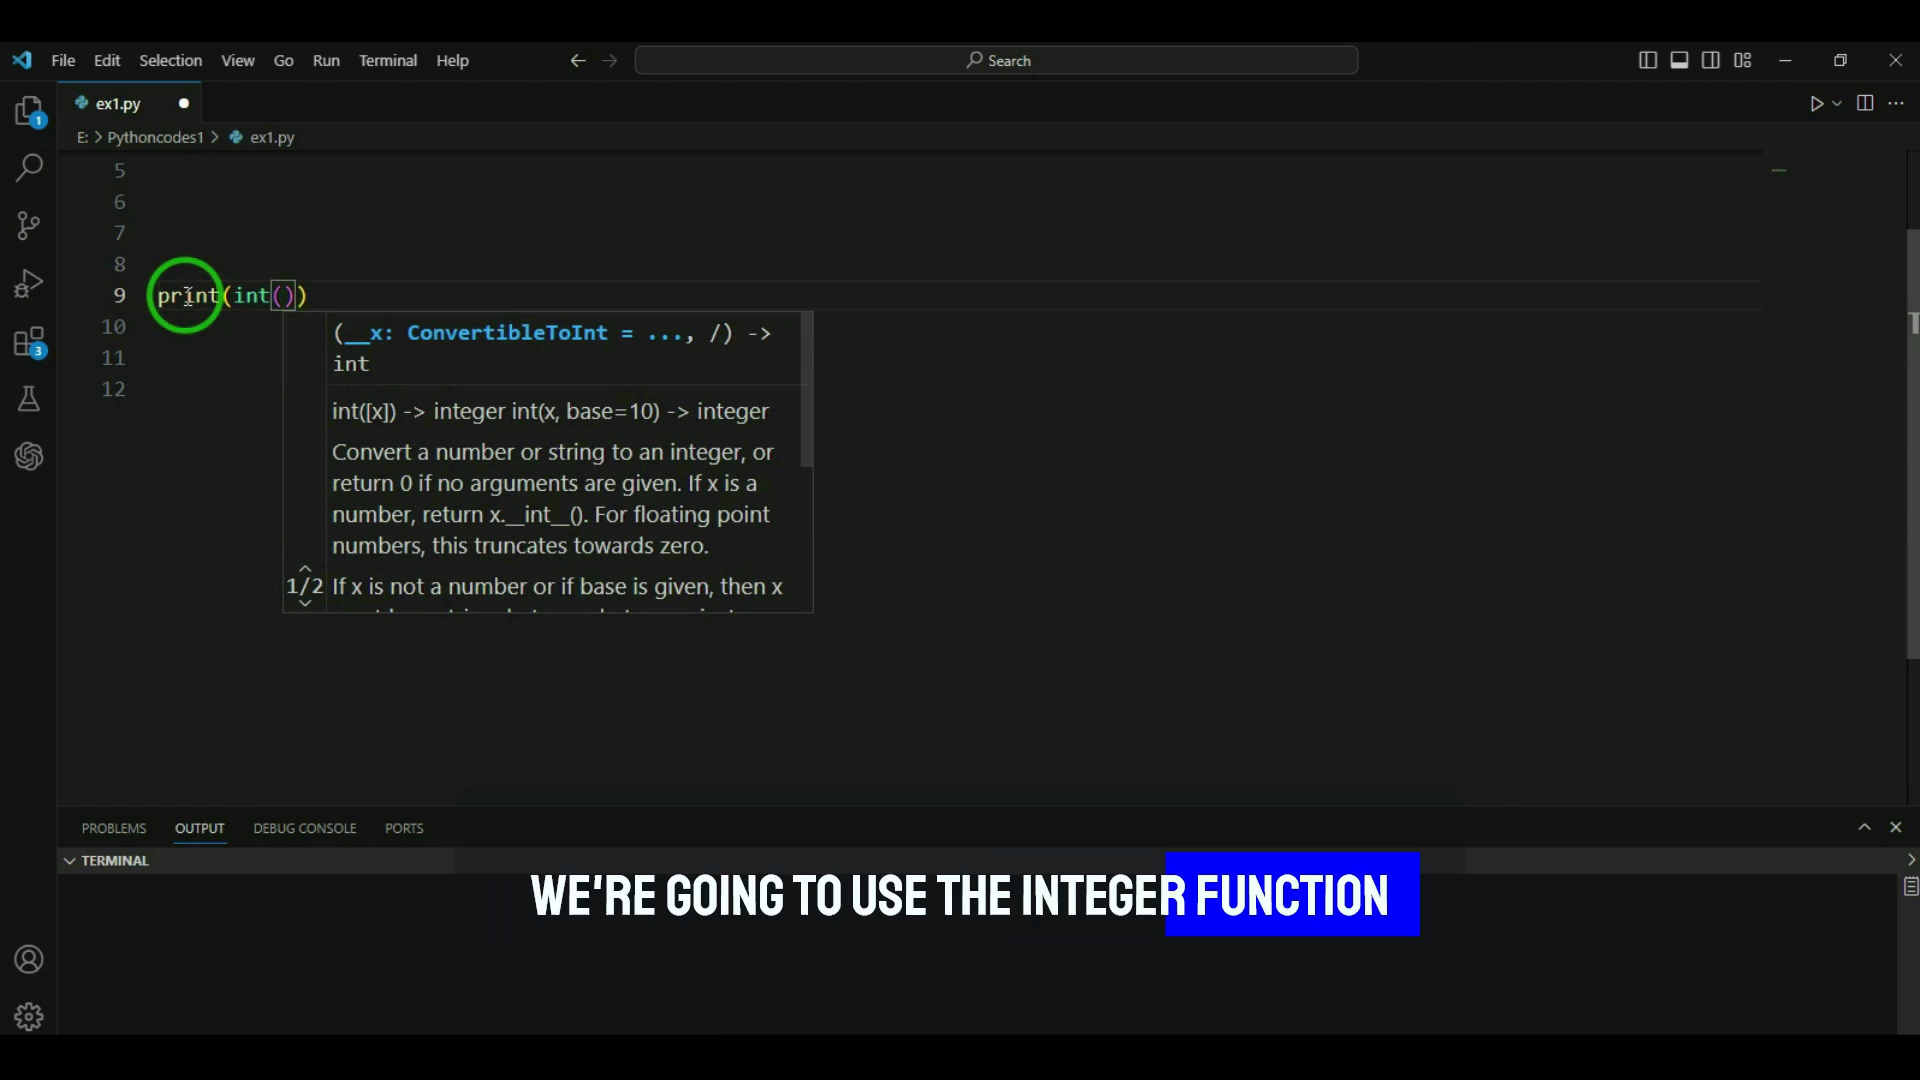 File Edit Selection View Go Run Terminal Help
Search
ex1.py
1
E: > Pythoncodes1 > ex1.py
5
6
7
8
9 print(int())
10
11
12
3
(__x: ConvertibleToInt = ..., /) ->
int
int([x]) -> integer int(x, base=10) -> integer
Convert a number or string to an integer, or
return 0 if no arguments are given. If x is a
number, return x.__int__(). For floating point
numbers, this truncates towards zero.
1/2 If x is not a number or if base is given, then x
PROBLEMS OUTPUT DEBUG CONSOLE PORTS
TERMINAL
WE'RE GOING TO USE THE INTEGER FUNCTION